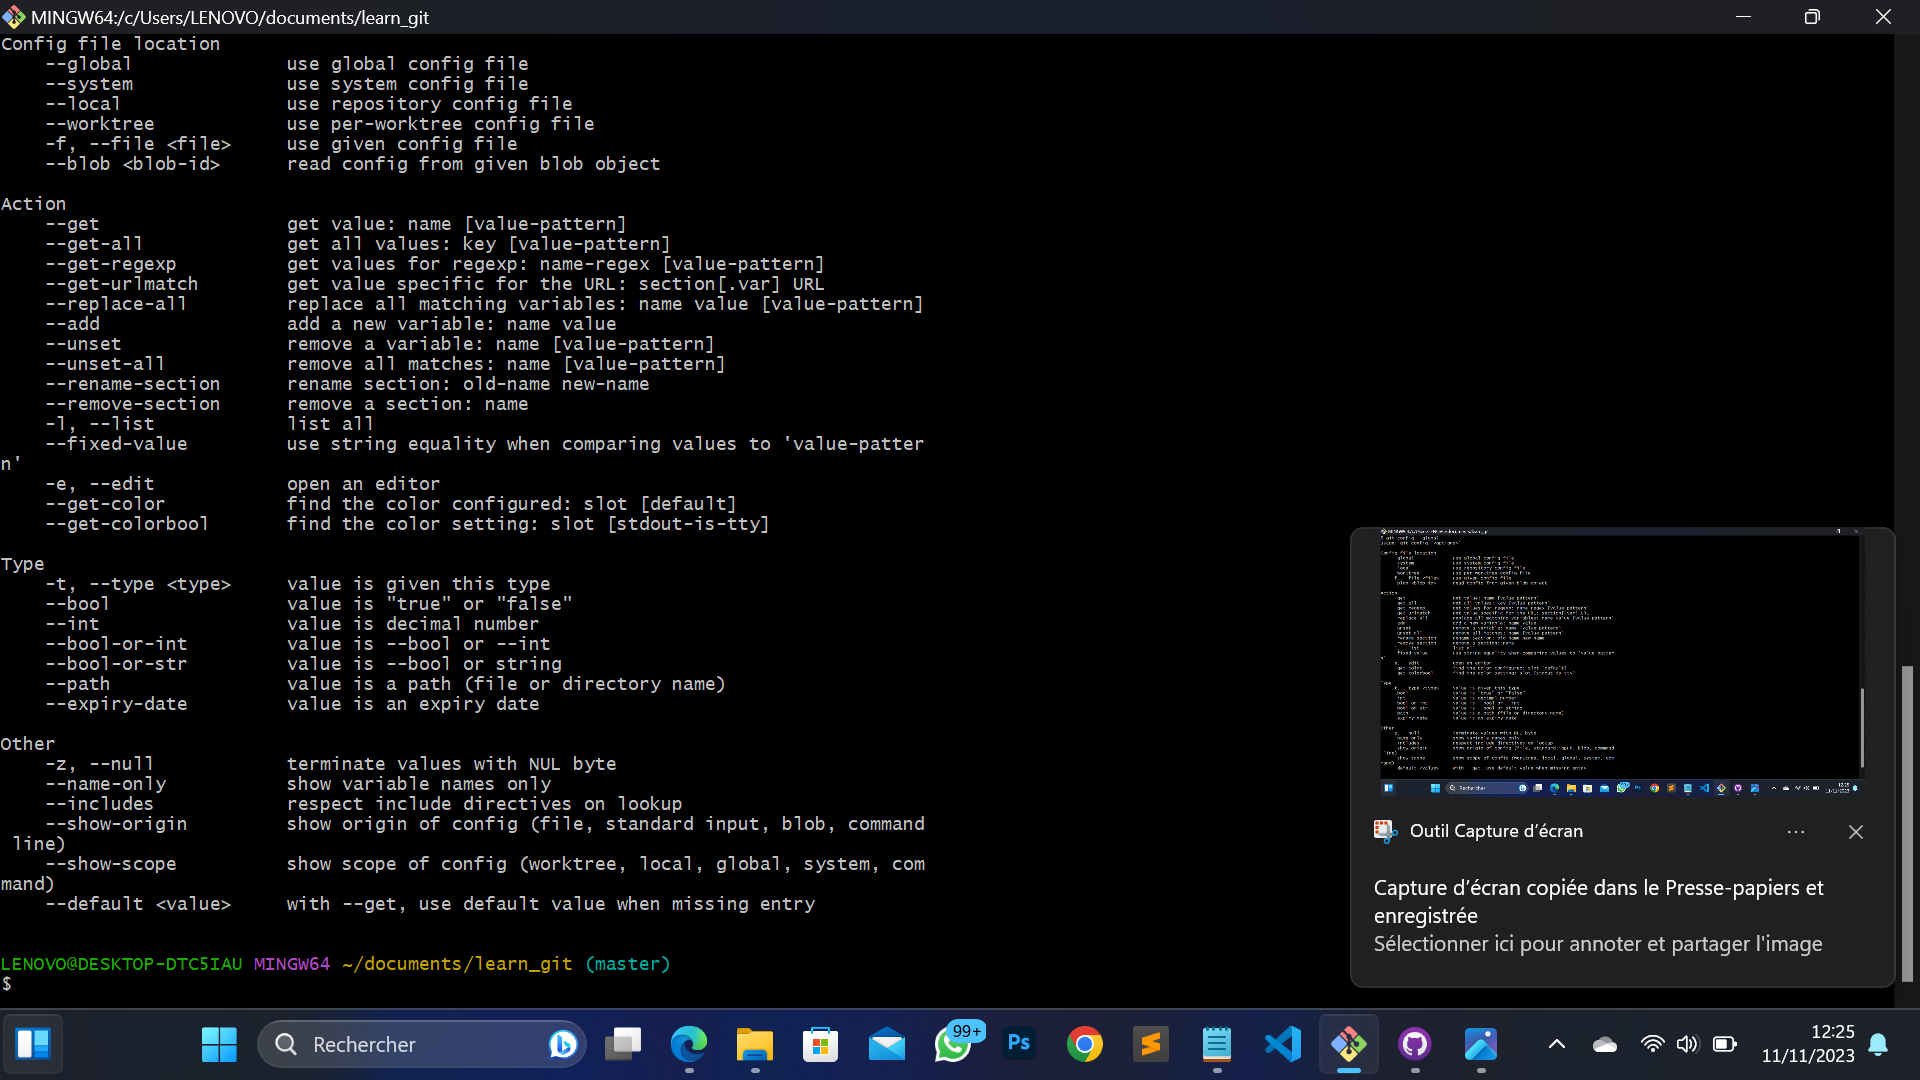 MINGW64:/c/Users/LENOVO/documents/learn_git
Config file location
    --global              use global config file
    --system              use system config file
    --local               use repository config file
    --worktree            use per-worktree config file
    -f, --file <file>     use given config file
    --blob <blob-id>      read config from given blob object
Action
    --get                 get value: name [value-pattern]
    --get-all             get all values: key [value-pattern]
    --get-regexp          get values for regexp: name-regex [value-pattern]
    --get-urlmatch        get value specific for the URL: section[.var] URL
    --replace-all         replace all matching variables: name value [value-pattern]
    --add                 add a new variable: name value
    --unset               remove a variable: name [value-pattern]
    --unset-all           remove all matches: name [value-pattern]
    --rename-section      rename section: old-name new-name
    --remove-section      remove a section: name
    -l, --list            list all
    --fixed-value         use string equality when comparing values to 'value-patter
n'
    -e, --edit            open an editor
    --get-color           find the color configured: slot [default]
    --get-colorbool       find the color setting: slot [stdout-is-tty]
Type
    -t, --type <type>     value is given this type
    --bool                value is "true" or "false"
    --int                 value is decimal number
    --bool-or-int         value is --bool or --int
    --bool-or-str         value is --bool or string
    --path                value is a path (file or directory name)
    --expiry-date         value is an expiry date
Other
    -z, --null            terminate values with NUL byte
    --name-only           show variable names only
    --includes            respect include directives on lookup
    --show-origin         show origin of config (file, standard input, blob, command
 line)
    --show-scope          show scope of config (worktree, local, global, system, com
mand)
    --default <value>     with --get, use default value when missing entry
LENOVO@DESKTOP-DTC5IAU MINGW64 ~/documents/learn_git (master)
$
Outil Capture d'écran
Capture d'écran copiée dans le Presse-papiers et
enregistrée
Sélectionner ici pour annoter et partager l'image
Rechercher
99+
Ps
12:25
11/11/2023